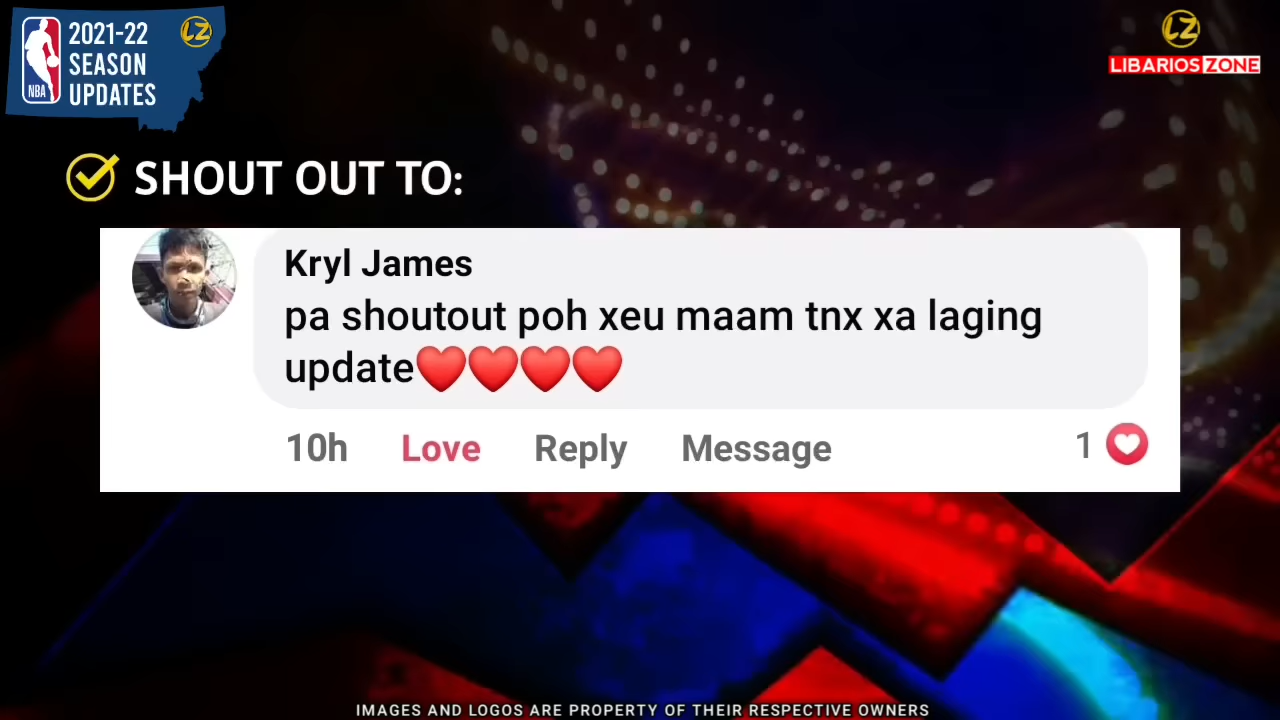 2021-22
LZ
SEASON
UPDATES
NBA
LZ
LIBARIOS ZONE
SHOUT OUT TO:
Kryl James
pa shoutout poh xeu maam tnx xa laging
update❤️❤️❤️❤️
10h Love Reply Message 1
IMAGES AND LOGOS ARE PROPERTY OF THEIR RESPECTIVE OWNERS